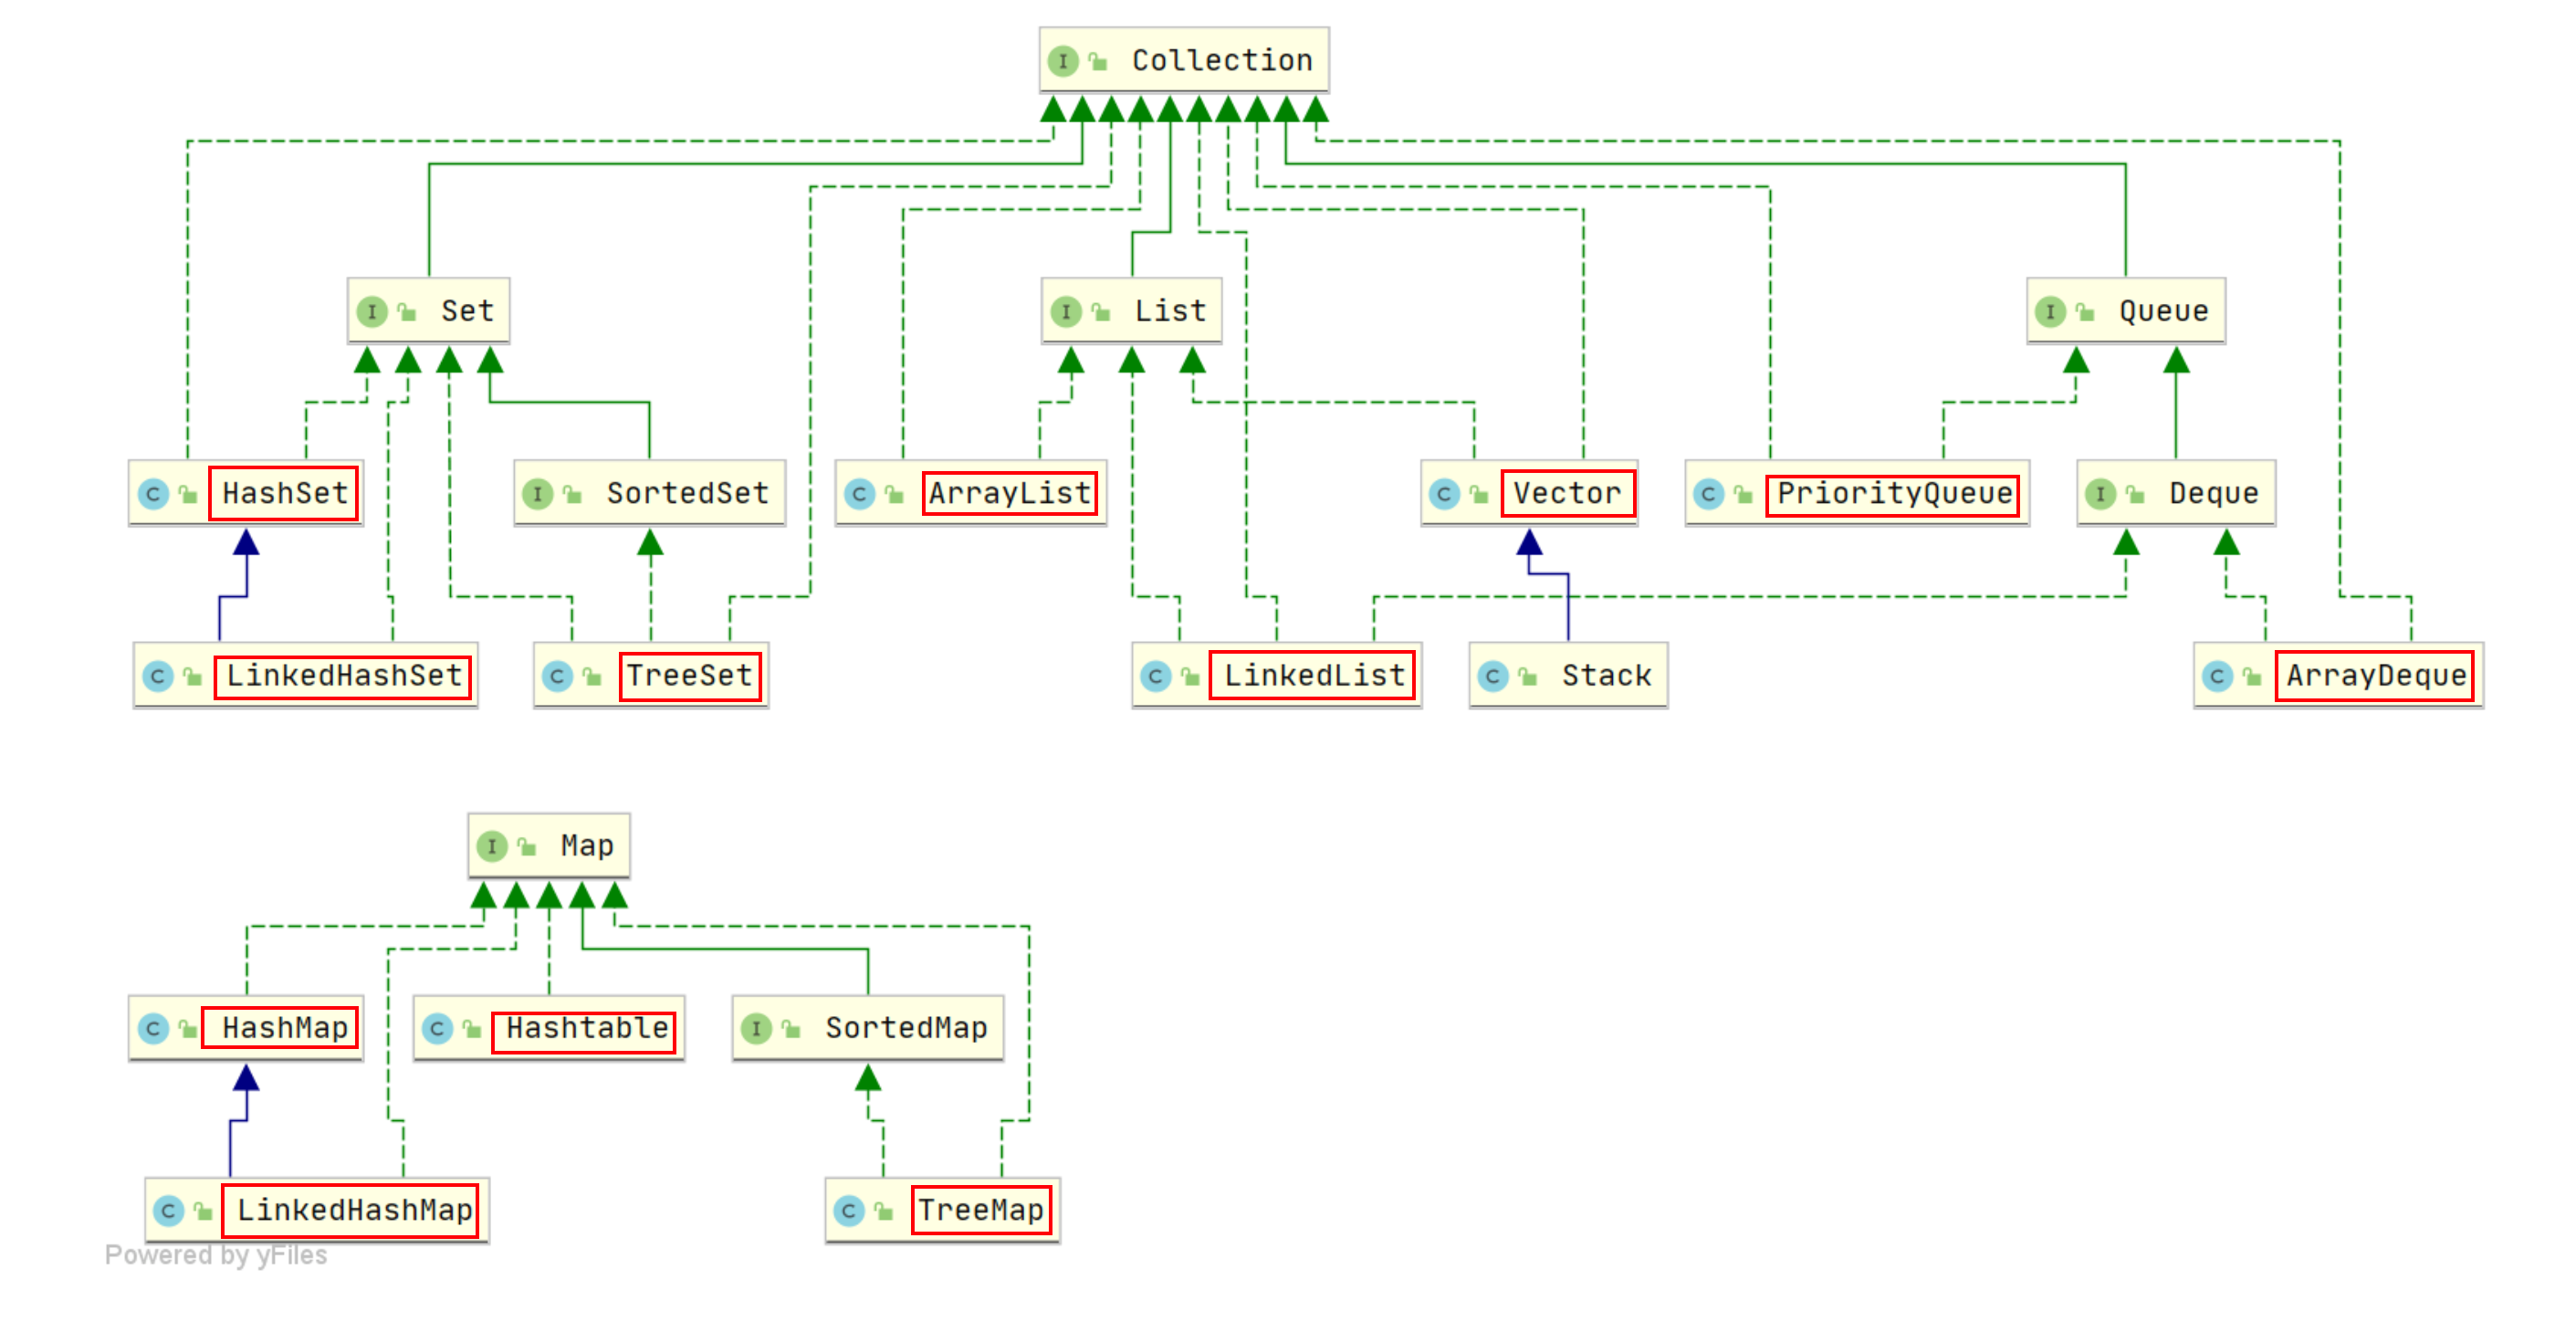 I Collection
I Set
I List
I Queue
C HashSet
I SortedSet
C ArrayList
C Vector
C PriorityQueue
I Deque
C LinkedHashSet
C TreeSet
C LinkedList
C Stack
C ArrayDeque
I Map
C HashMap
C Hashtable
I SortedMap
C LinkedHashMap
C TreeMap
Powered by yFiles